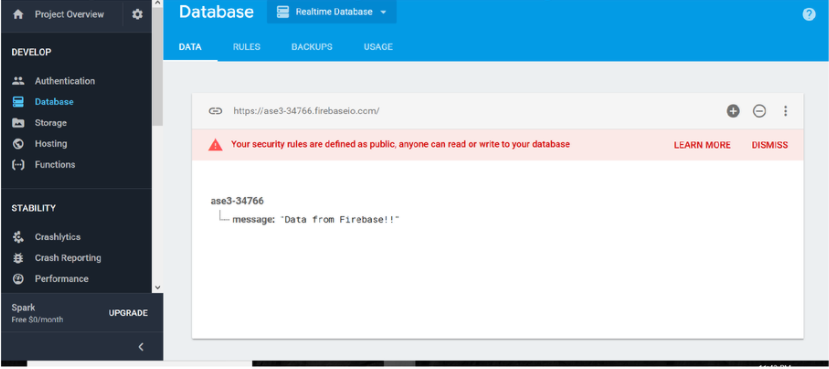 Project Overview
Database
Realtime Database
DATA
RULES
BACKUPS
USAGE
DEVELOP
Authentication
Database
Storage
Hosting
Functions
STABILITY
Crashlytics
Crash Reporting
Performance
Spark
Free $0/month
UPGRADE
https://ase3-34766.firebaseio.com/
Your security rules are defined as public, anyone can read or write to your database
LEARN MORE
DISMISS
ase3-34766
message: "Data from Firebase!!"